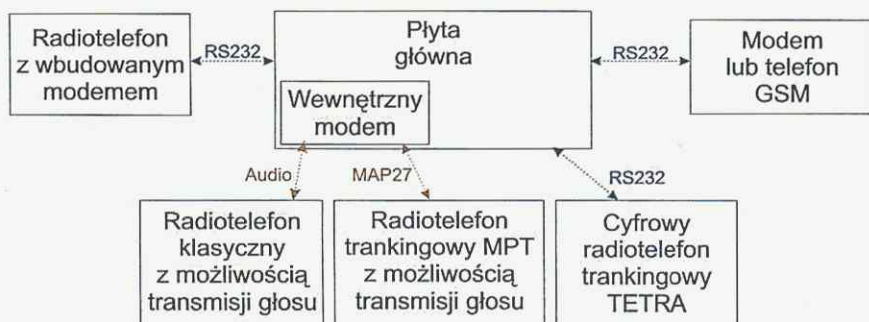 Radiotelefon
z wbudowanym
modemem
RS232
Płyta
główna
Wewnętrzny
modem
RS232
Modem
lub telefon
GSM
Audio
MAP27
RS232
Radiotelefon
klasyczny
z możliwością
transmisji głosu
Radiotelefon
trankingowy MPT
z możliwością
transmisji głosu
Cyfrowy
radiotelefon
trankingowy
TETRA